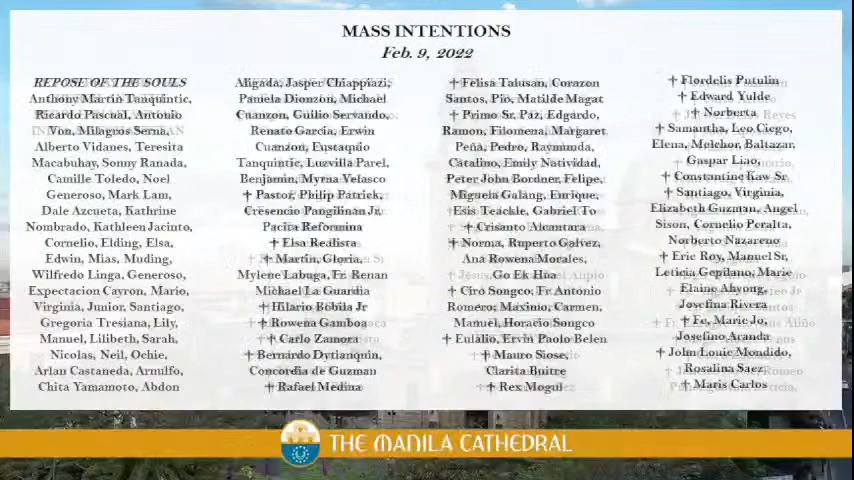 MASS INTENTIONS
Feb. 9, 2022
REPOSE OF THE SOULS
Anthony Martin Tanquintic,
Ricardo Pascual, Antonio
Von, Milagros Serna,
Alberto Vidanes, Teresita
Macabuhay, Sonny Ranada,
Camille Toledo, Noel
Generoso, Mark Lam,
Dale Azcueta, Kathrine
Nombrado, Kathleen Jacinto,
Cornelio, Elding, Elsa,
Edwin, Mias, Muding,
Wilfredo Linga, Generoso,
Expectacion Cayron, Mario,
Virginia, Junior, Santiago,
Gregoria Tresiana, Lily,
Manuel, Lilibeth, Sarah,
Nicolas, Neil, Ochie,
Arlan Castaneda, Arnulfo,
Chita Yamamoto, Abdon
Aligada, Jasper Chiappiazi,
Pamela Dionzon, Michael
Cuanzon, Guilio Servando,
Renato Garcia, Erwin
Cuanzon, Eustaquio
Tanquintic, Luzvilla Parel,
Benjamin, Myrna Velasco
✝ Pastor, Philip Patrick,
Cresencio Pangilinan Jr,
Pacita Reformina
✝ Elsa Realista
✝ Martin, Gloria,
Mylene Labuga, Fr. Renan
Michael La Guardia
✝ Hilario Bobila Jr
✝ Rowena Gamboa
✝ Carlo Zamora
✝ Bernardo Dytianquin,
Concordia de Guzman
✝ Rafael Medina
✝ Felisa Talusan, Corazon
Santos, Pio, Matilde Magat
✝ Primo Sr, Paz, Edgardo,
Ramon, Filomena, Margaret
Peña, Pedro, Raymunda,
Catalino, Emily Natividad,
Peter John Bordner, Felipe,
Miguela Galang, Enrique,
Esis Teackle, Gabriel To
✝ Crisanto Alcantara
✝ Norma, Ruperto Galvez,
Ana Rowena Morales,
Go Ek Hua
✝ Ciro Songco, Fr. Antonio
Romero; Maximo, Carmen,
Manuel, Horacio Songco
✝ Eulalio, Ervin Paolo Belen
✝ Mauro Siose,
Clarita Buitre
✝ Rex Mogul
✝ Flordelis Putulin
✝ Edward Yulde
✝ Norberta
✝ Samantha, Leo Ciego,
Elena, Melchor, Baltazar,
Gaspar Liao,
✝ Constantine Kaw Sr
✝ Santiago, Virginia,
Elizabeth Guzman, Angel
Sison, Cornelio Peralta,
Norberto Nazareno
✝ Eric Roy, Manuel Sr,
Leticia Gepilano, Marie
Elaine Ahyong,
Josefina Rivera
✝ Fe, Marie Jo,
Josefino Aranda
✝ John Louie Mondido,
Rosalina Saez
✝ Maris Carlos
THE MANILA CATHEDRAL